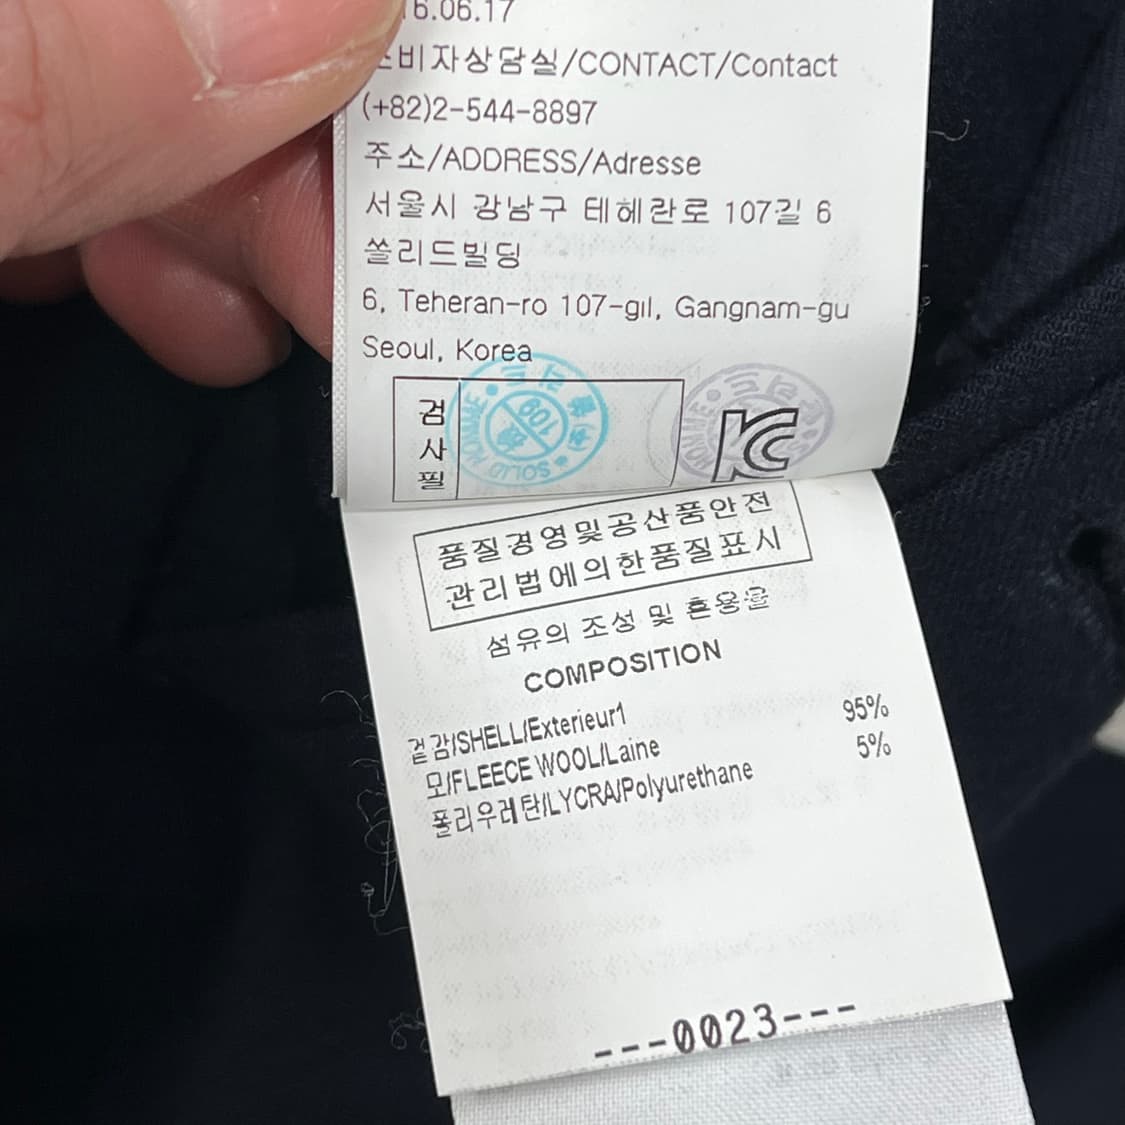 16.06.17
소비자상담실/CONTACT/Contact
(+82)2-544-8897
주소/ADDRESS/Adresse
서울시 강남구 테헤란로 107길 6
쏠리드빌딩
6, Teheran-ro 107-gil, Gangnam-gu
Seoul, Korea
검
사
필
SOLID HOMME
109
HOMME
품질경영및공산품안전
관리법에의한품질표시
섬유의 조성 및 혼용율
COMPOSITION
겉감/SHELL/Exterieur1
모/FLEECE WOOL/Laine 95%
폴리우레탄/LYCRA/Polyurethane 5%
---0023---